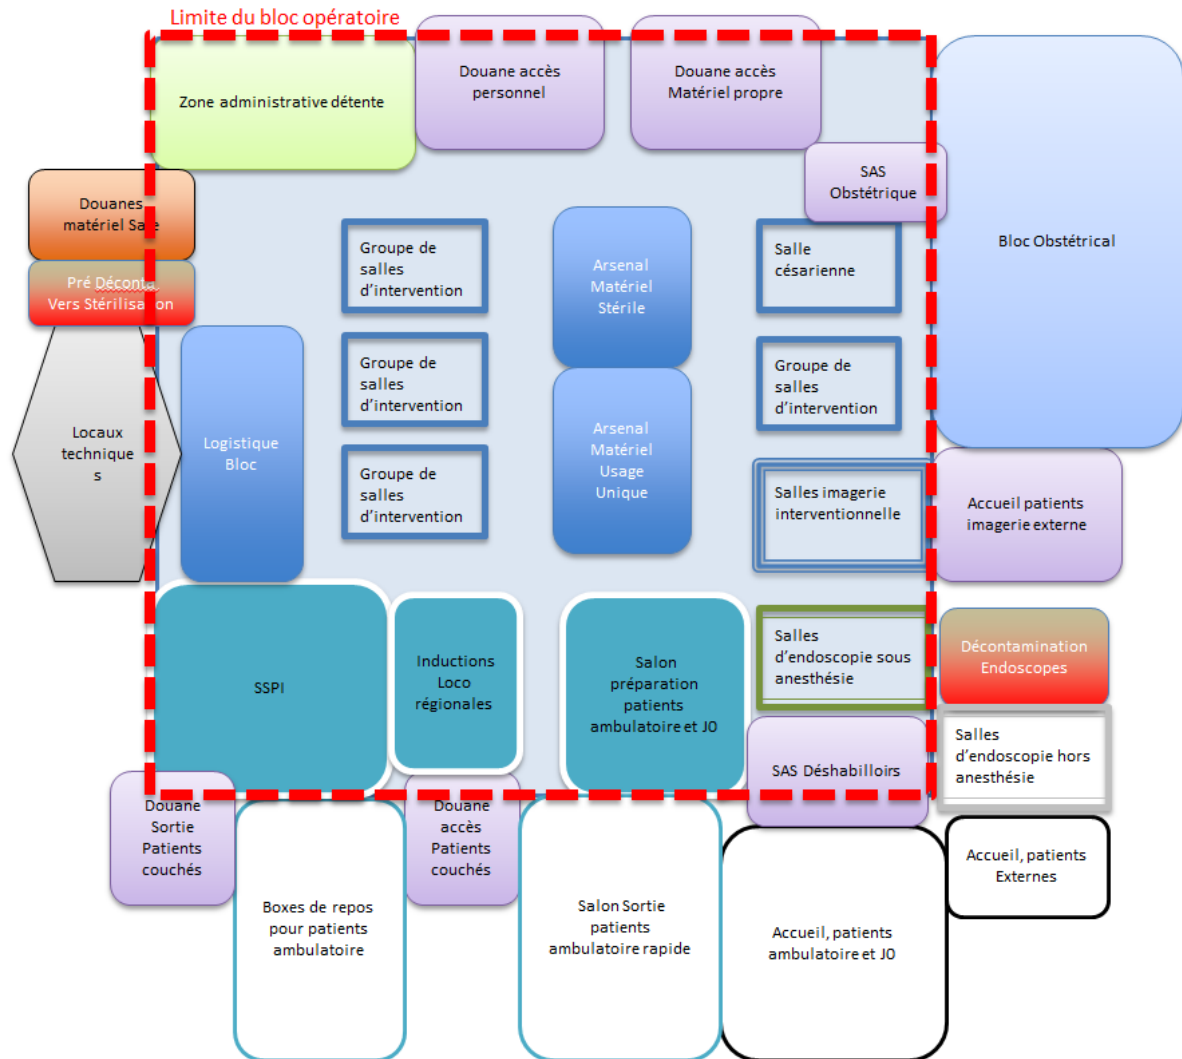 Limite du bloc opératoire
Zone administrative détente
Douane accès
personnel
Douane accès
Matériel propre
SAS
Obstétrique
Bloc Obstétrical
Douanes
matériel Sale
Pré Déconta.
Vers Stérilisation
Locaux
technique
s
Logistique
Bloc
Groupe de
salles
d’intervention
Groupe de
salles
d’intervention
Groupe de
salles
d’intervention
Arsenal
Matériel
Stérile
Arsenal
Matériel
Usage
Unique
Salle
césarienne
Groupe de
salles
d’intervention
Salles imagerie
interventionnelle
Accueil patients
imagerie externe
SSPI
Inductions
Loco
régionales
Salon
préparation
patients
ambulatoire et J0
Salles
d’endoscopie sous
anesthésie
Décontamination
Endoscopes
SAS Déshabilloirs
Salles
d’endoscopie hors
anesthésie
Douane
Sortie
Patients
couchés
Boxes de repos
pour patients
ambulatoire
Douane
accès
Patients
couchés
Salon Sortie
patients
ambulatoire rapide
Accueil, patients
ambulatoire et J0
Accueil, patients
Externes